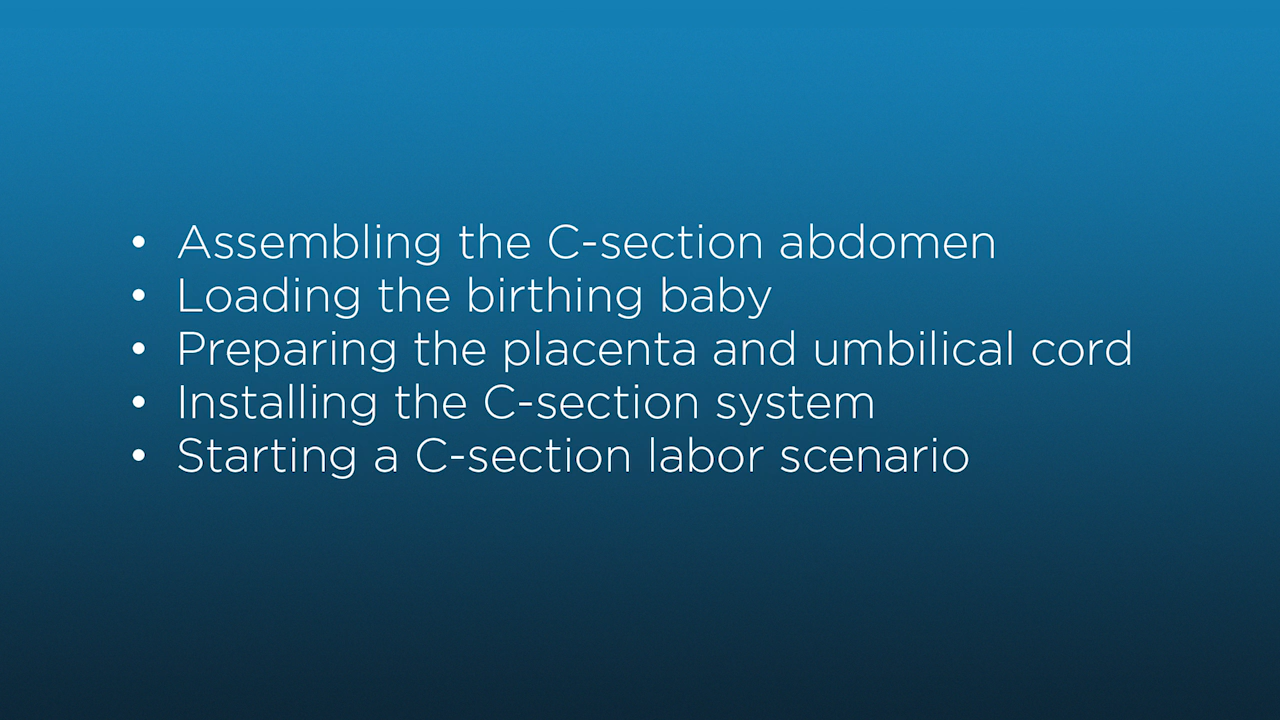 • Assembling the C-section abdomen
• Loading the birthing baby
• Preparing the placenta and umbilical cord
• Installing the C-section system
• Starting a C-section labor scenario